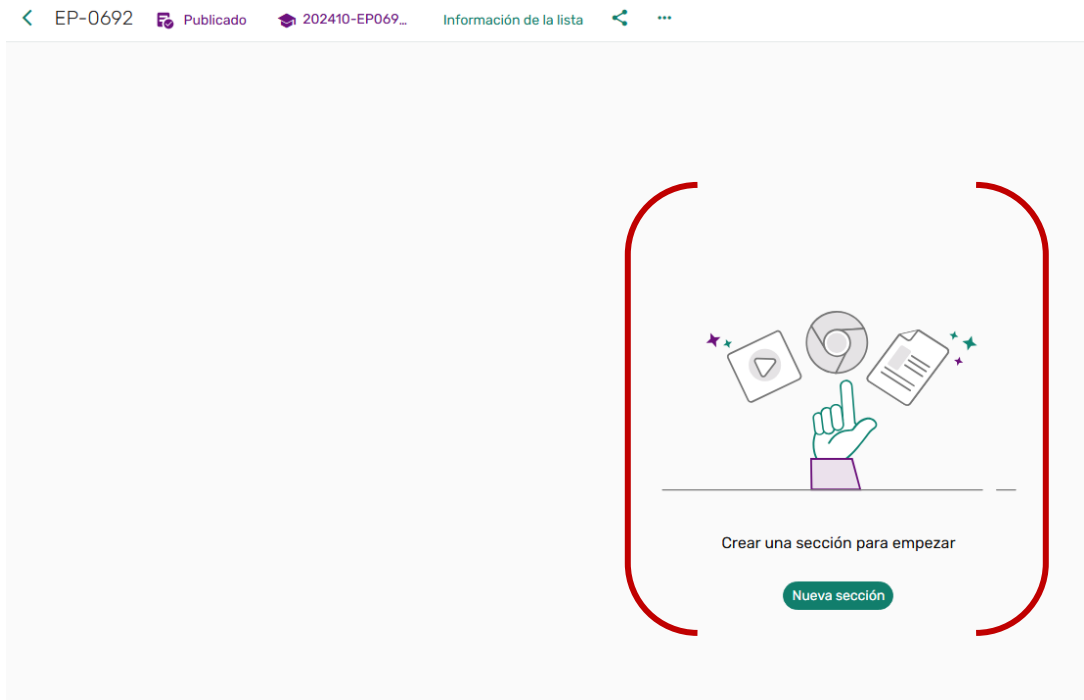 EP-0692 Publicado 202410-EP069... Información de la lista
Crear una sección para empezar
Nueva sección